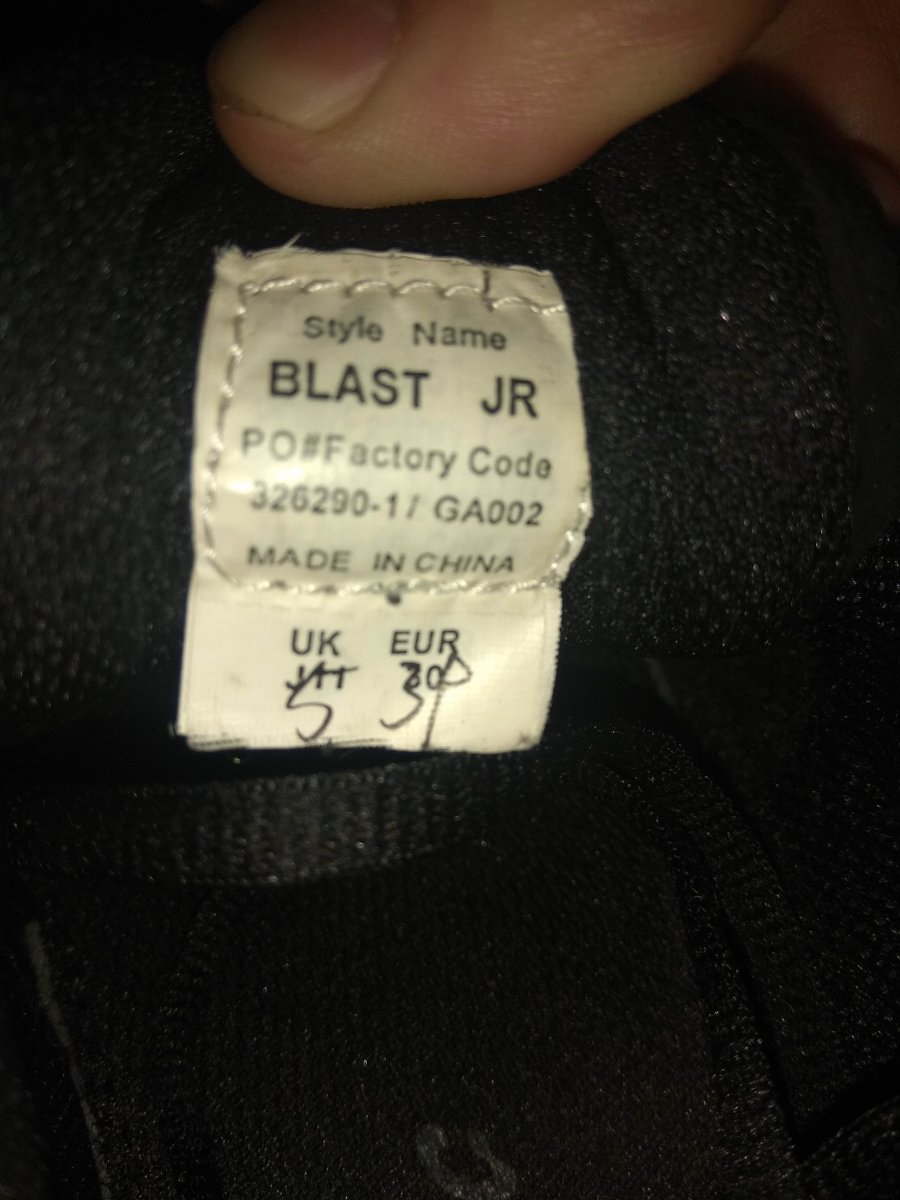 Style Name
BLAST JR
PO#Factory Code
326290-1/ GA002
MADE IN CHINA
UK EUR
5